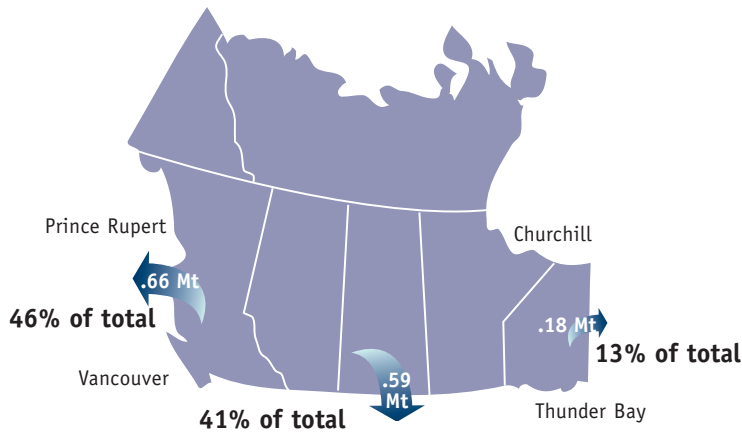 Prince Rupert
Churchill
.66 Mt
46% of total
.18 Mt
13% of total
Vancouver
.59
Mt
41% of total
Thunder Bay